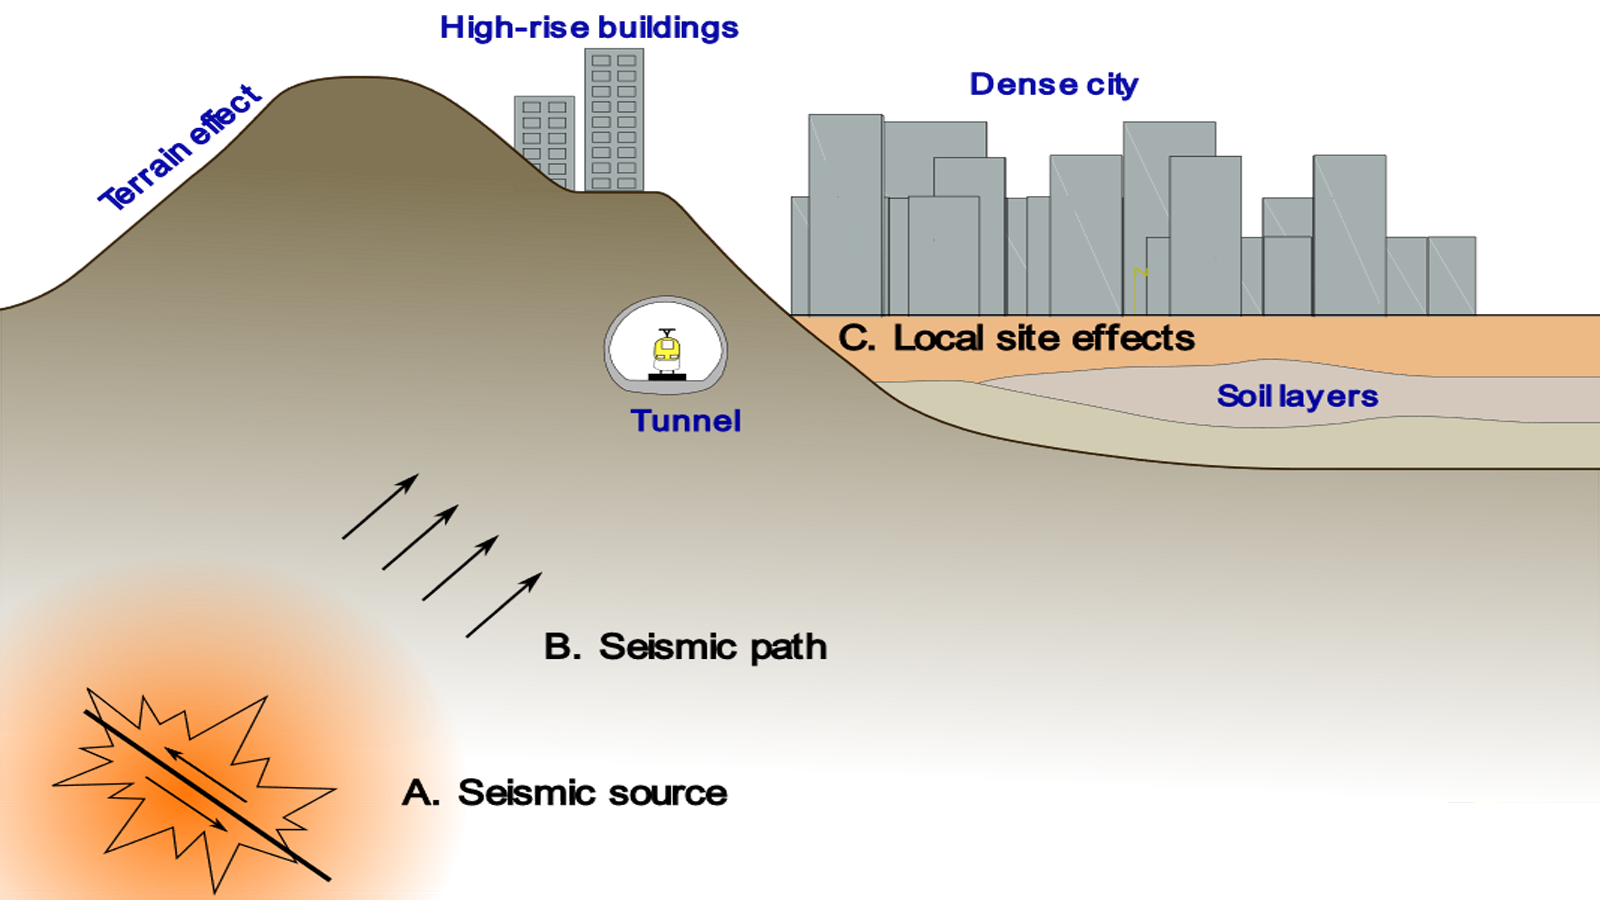 High-rise buildings
Dense city
Terrain effect
C. Local site effects
Soil layers
Tunnel
B. Seismic path
A. Seismic source